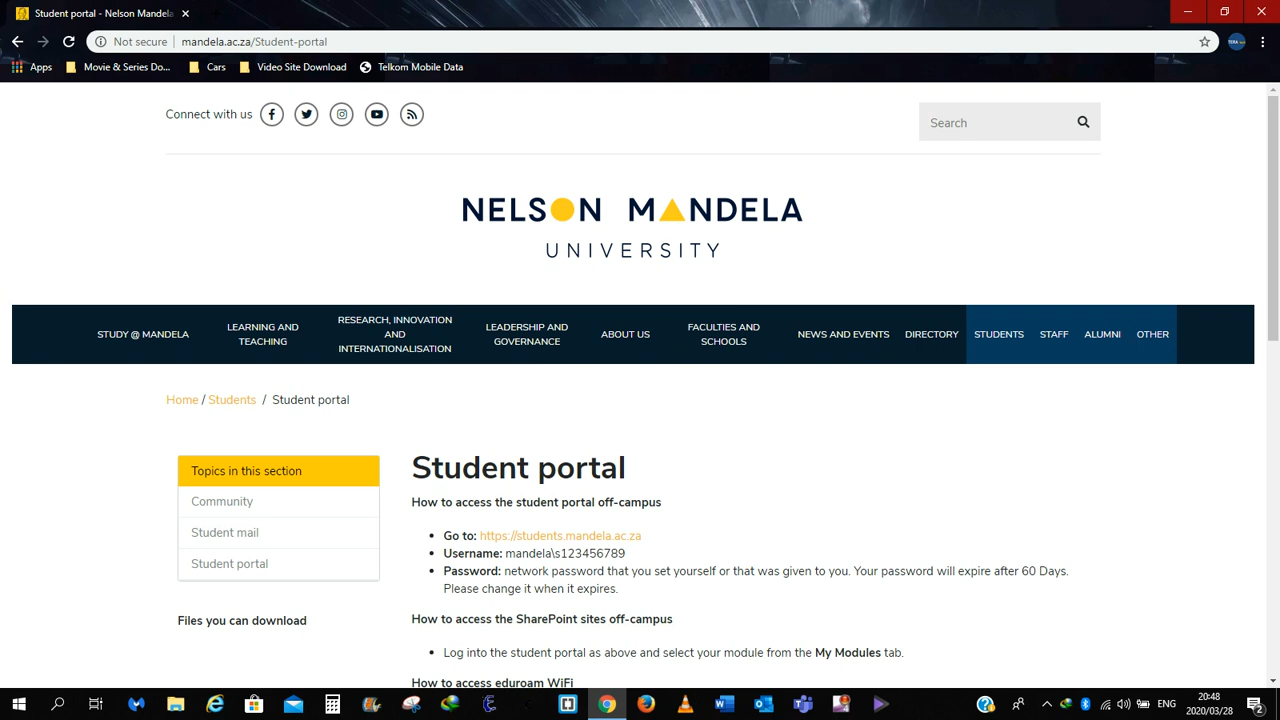 Student portal - Nelson Mandela
Not secure | mandela.ac.za/Student-portal
Apps Movie & Series Do... Cars Video Site Download Telkom Mobile Data
Connect with us
Search
NELSON MANDELA
UNIVERSITY
STUDY @ MANDELA
LEARNING AND
TEACHING
RESEARCH, INNOVATION
AND
INTERNATIONALISATION
LEADERSHIP AND
GOVERNANCE
ABOUT US
FACULTIES AND
SCHOOLS
NEWS AND EVENTS
DIRECTORY
STUDENTS
STAFF
ALUMNI
OTHER
Home / Students / Student portal
Topics in this section
Community
Student mail
Student portal
Files you can download
Student portal
How to access the student portal off-campus
Go to: https://students.mandela.ac.za
Username: mandela\s123456789
Password: network password that you set yourself or that was given to you. Your password will expire after 60 Days.
Please change it when it expires.
How to access the SharePoint sites off-campus
Log into the student portal as above and select your module from the My Modules tab.
How to access eduroam WiFi
ENG
20:48
2020/03/28
2